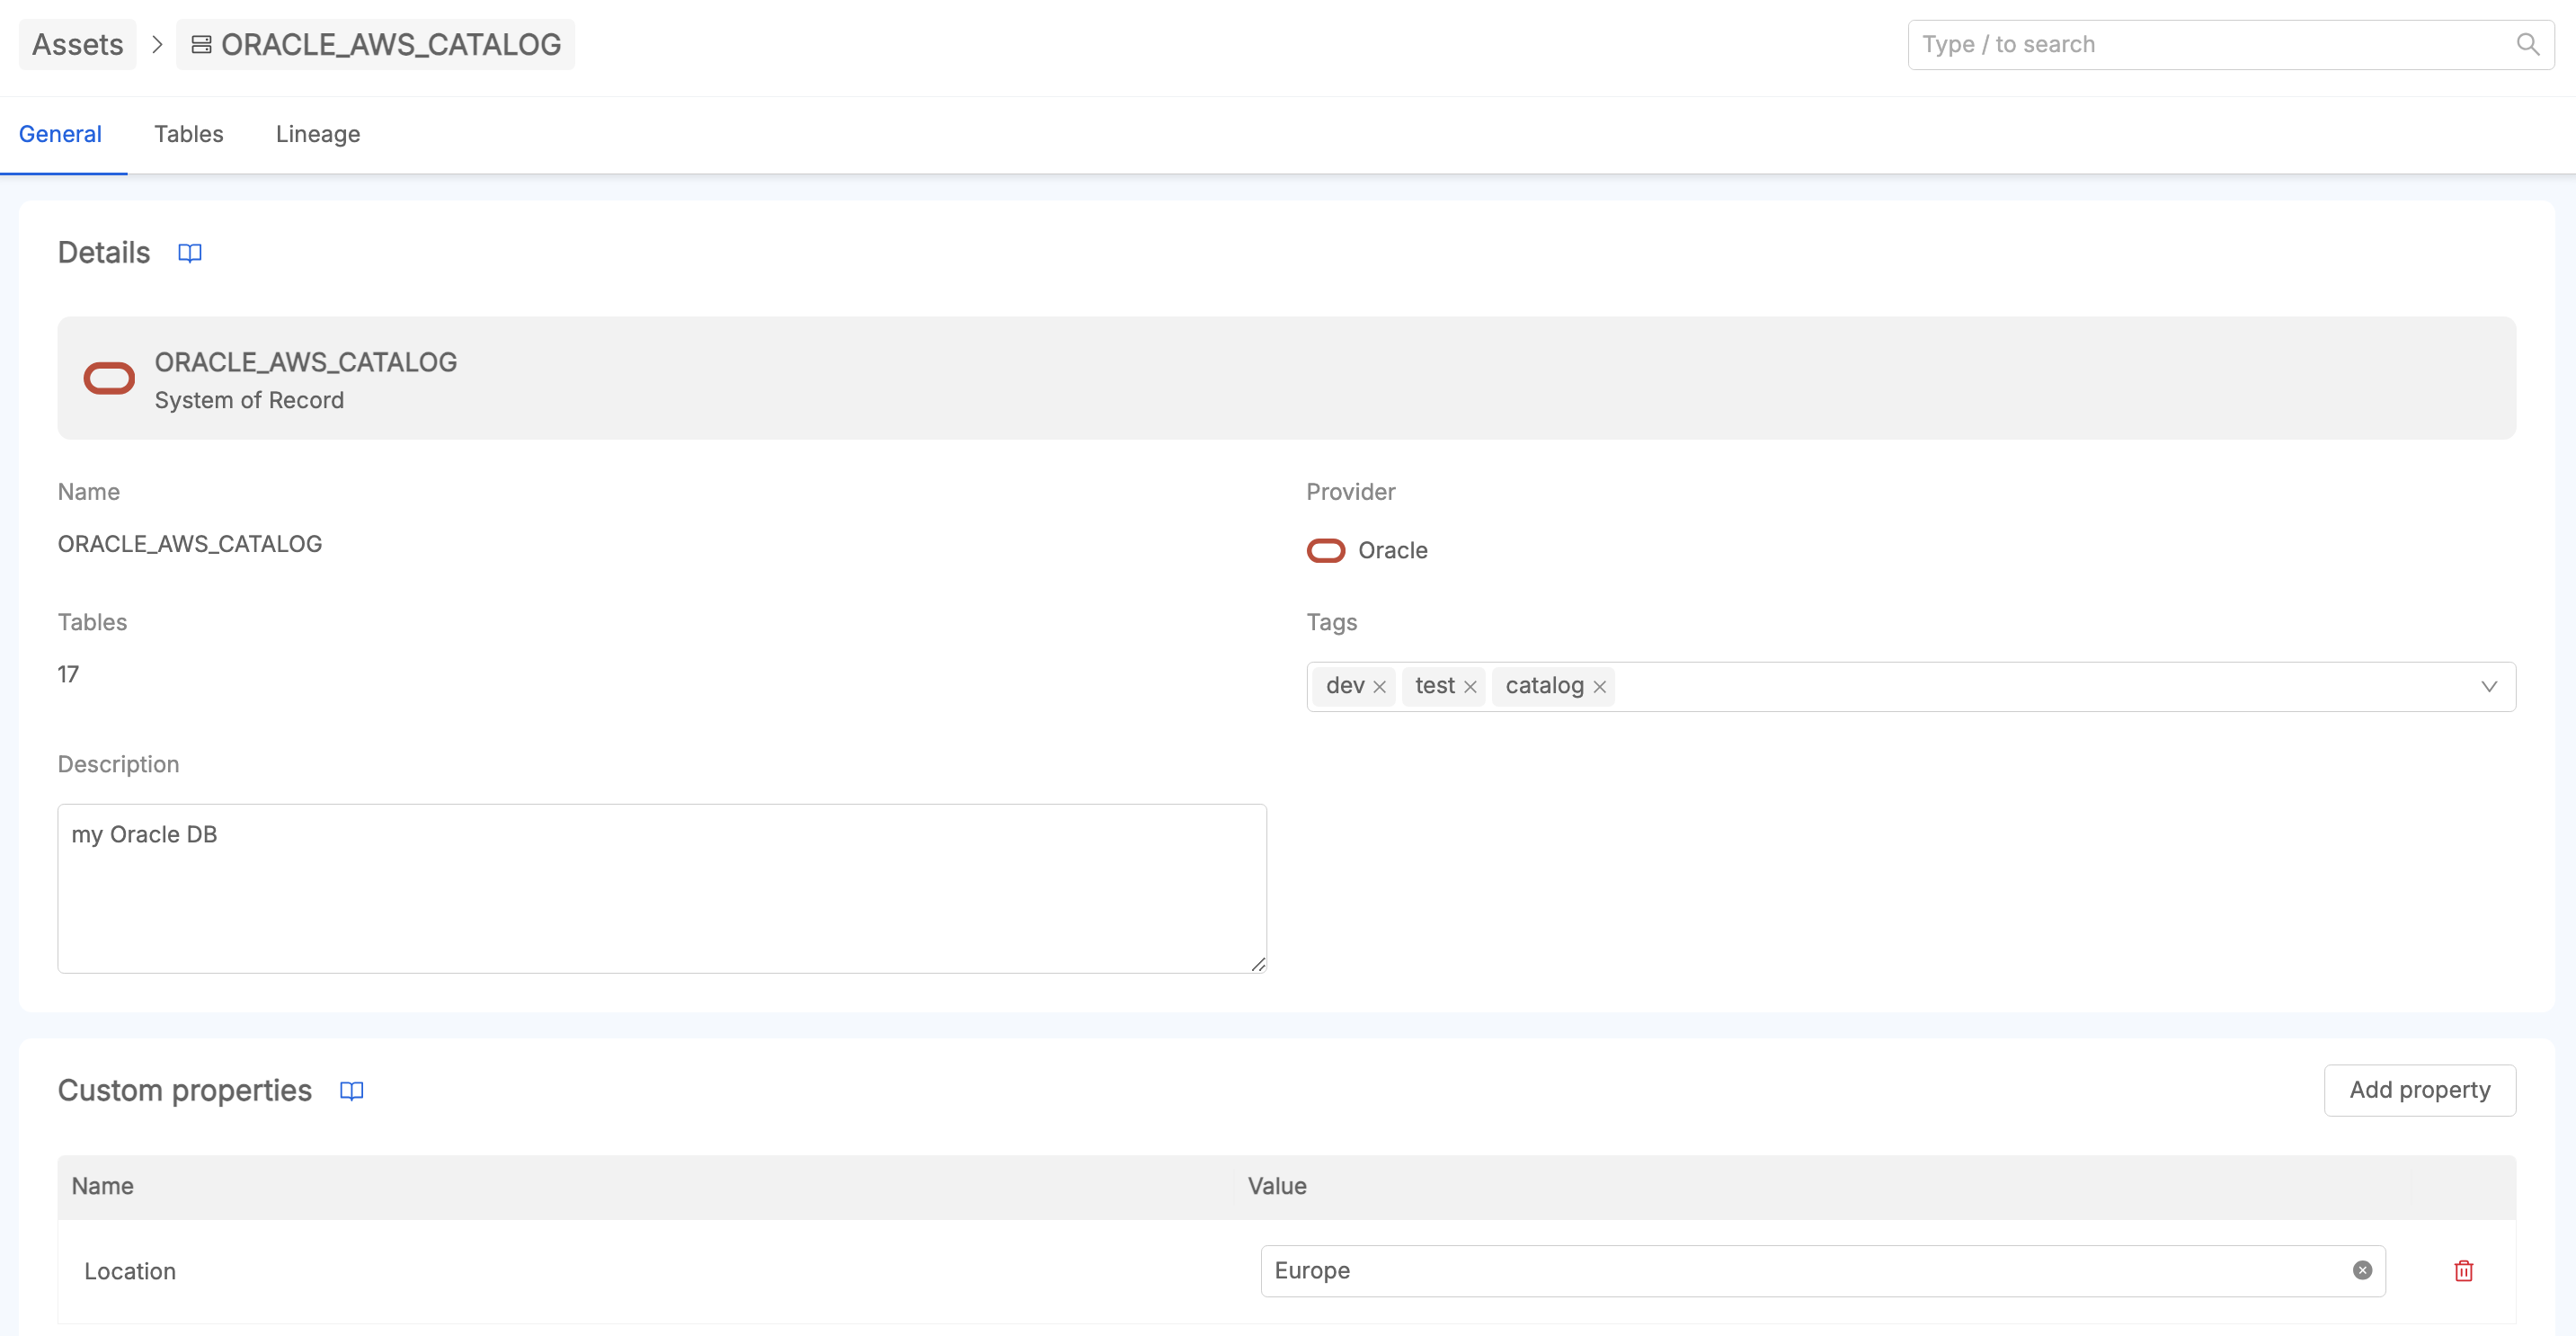 Assets > ORACLE_AWS_CATALOG
Type / to search
General Tables Lineage
Details
ORACLE_AWS_CATALOG
System of Record
Name
ORACLE_AWS_CATALOG
Provider
Oracle
Tables
17
Tags
dev test catalog
Description
my Oracle DB
Custom properties
Add property
Name Value
Location Europe